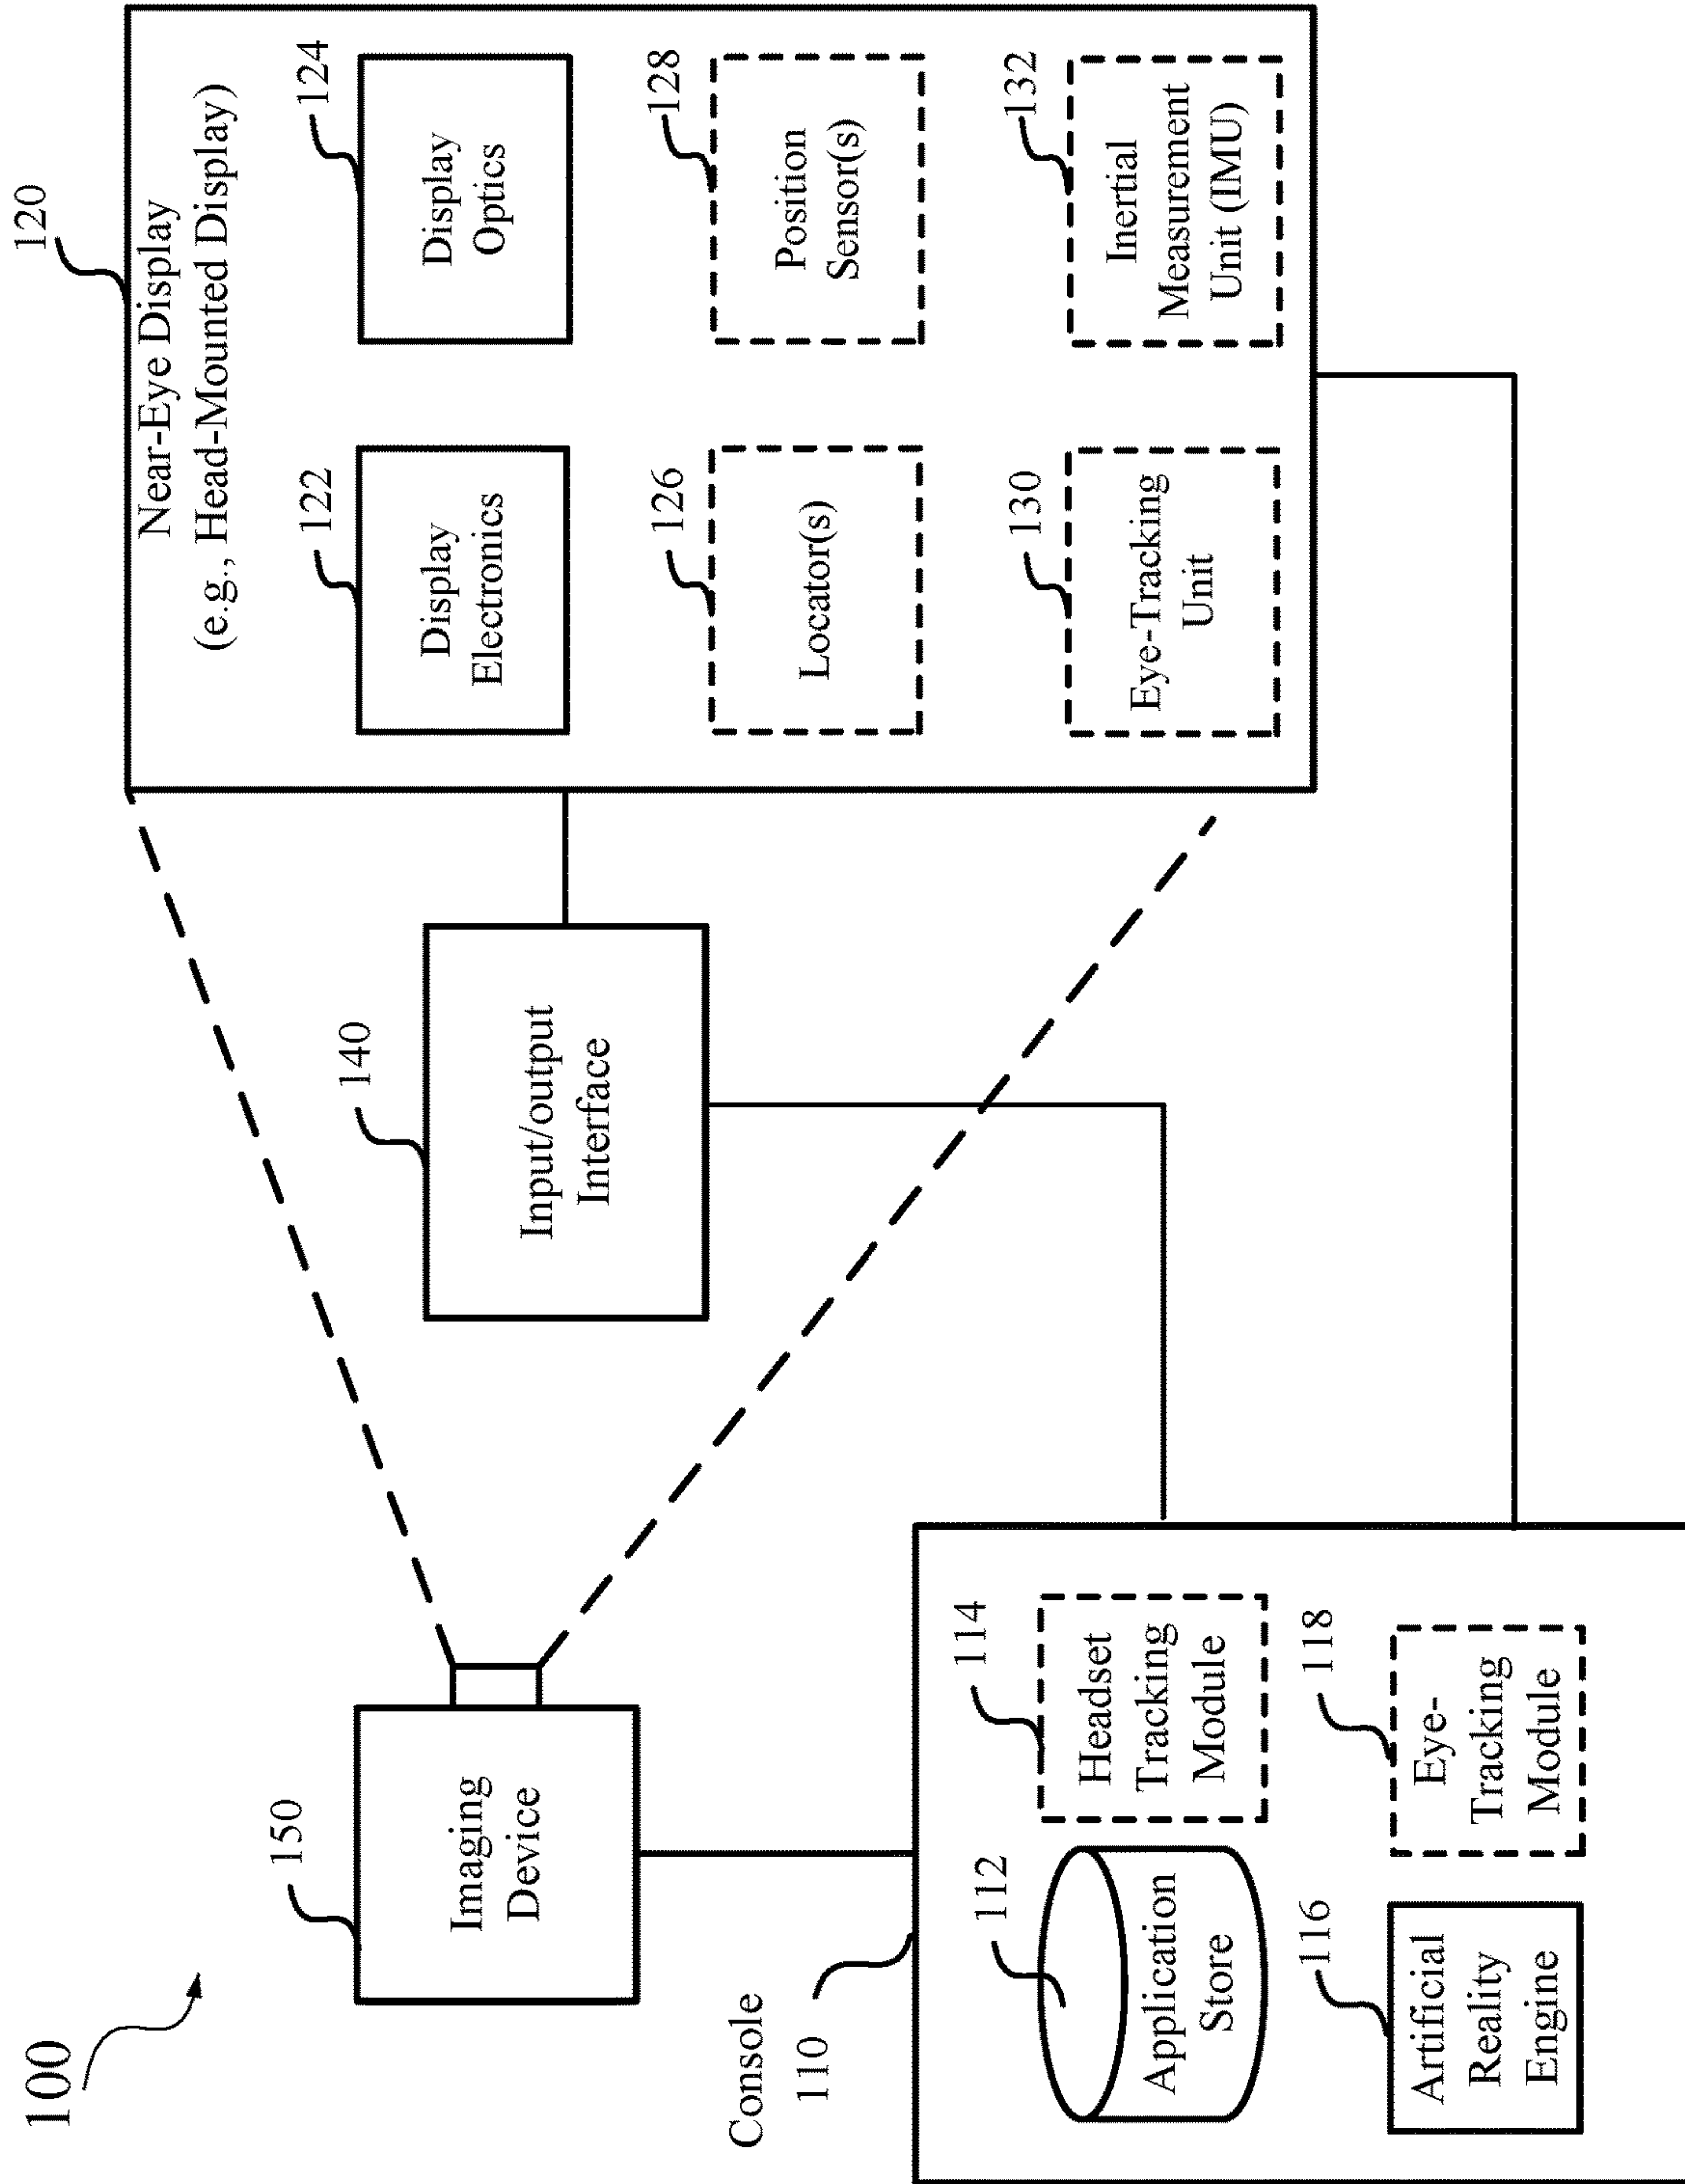 100
120
Near-Eye Display
(e.g., Head-Mounted Display)
150
Imaging
Device
140
Input/output
Interface
122
Display
Electronics
124
Display
Optics
126
Locator(s)
128
Position
Sensor(s)
130
Eye-Tracking
Unit
132
Inertial
Measurement
Unit (IMU)
Console
110
112
Application
Store
114
Headset
Tracking
Module
116
Artificial
Reality
Engine
118
Eye-
Tracking
Module